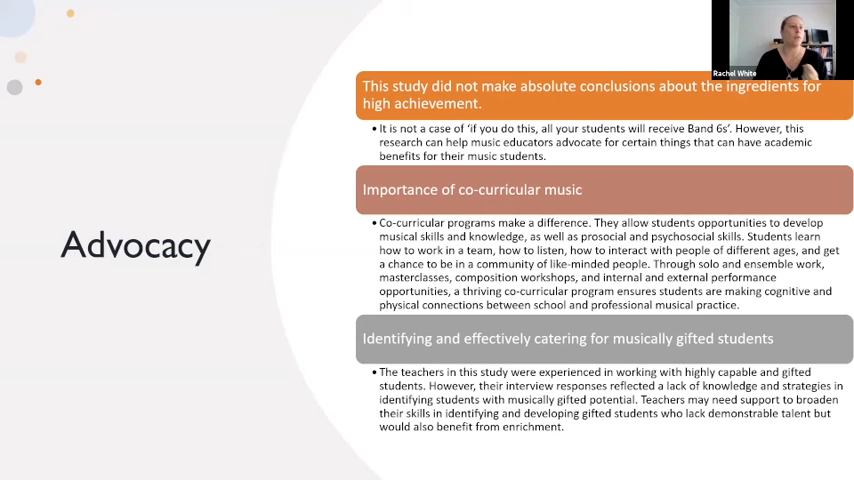 Rachel White
Advocacy
This study did not make absolute conclusions about the ingredients for
high achievement.
• It is not a case of ‘if you do this, all your students will receive Band 6s’. However, this
research can help music educators advocate for certain things that can have academic
benefits for their music students.
Importance of co-curricular music
• Co-curricular programs make a difference. They allow students opportunities to develop
musical skills and knowledge, as well as prosocial and psychosocial skills. Students learn
how to work in a team, how to listen, how to interact with people of different ages, and get
a chance to be in a community of like-minded people. Through solo and ensemble work,
masterclasses, composition workshops, and internal and external performance
opportunities, a thriving co-curricular program ensures students are making cognitive and
physical connections between school and professional musical practice.
Identifying and effectively catering for musically gifted students
• The teachers in this study were experienced in working with highly capable and gifted
students. However, their interview responses reflected a lack of knowledge and strategies in
identifying students with musically gifted potential. Teachers may need support to broaden
their skills in identifying and developing gifted students who lack demonstrable talent but
would also benefit from enrichment.